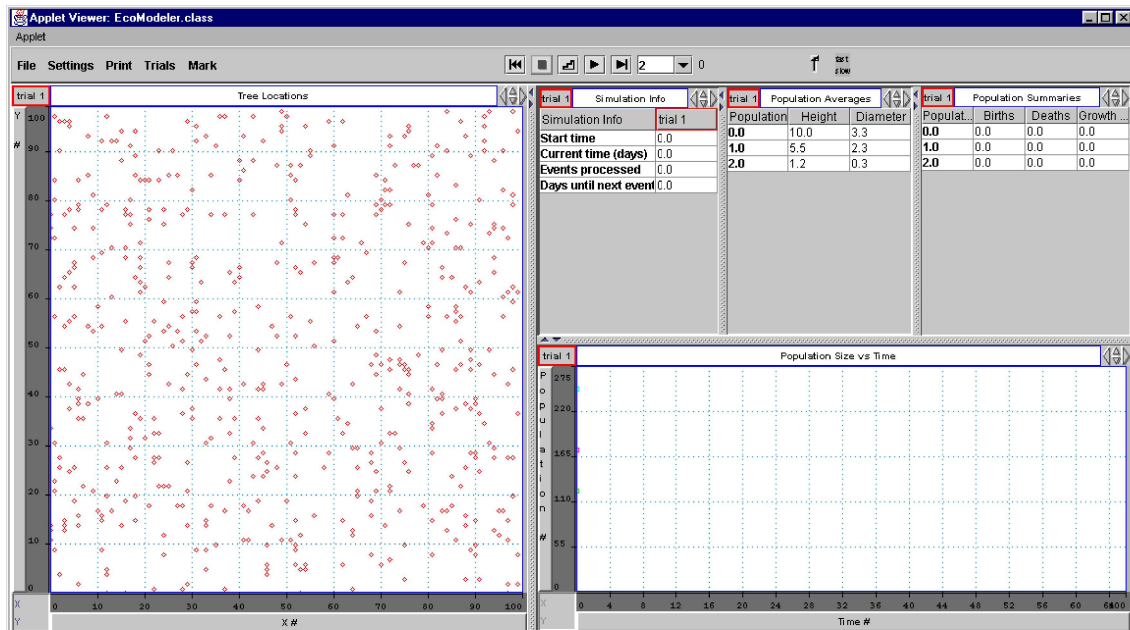 Applet Viewer: EcoModeler.class
Applet
File Settings Print Trials Mark
2 0
fast
slow
trial 1 Tree Locations
Y
#
100
90
80
70
60
50
40
30
20
10
0
X
Y
0 10 20 30 40 50 60 70 80 90 100
X #
trial 1 Simulation Info
Simulation Info trial 1
Start time 0.0
Current time (days) 0.0
Events processed 0.0
Days until next event 0.0
trial 1 Population Averages
Population Height Diameter
0.0 10.0 3.3
1.0 5.5 2.3
2.0 1.2 0.3
trial 1 Population Summaries
Populat... Births Deaths Growth ...
0.0 0.0 0.0 0.0
1.0 0.0 0.0 0.0
2.0 0.0 0.0 0.0
trial 1 Population Size vs Time
Population #
275
220
165
110
55
0
X
Y
0 4 8 12 16 20 24 28 32 36 40 44 48 52 56 60
Time #